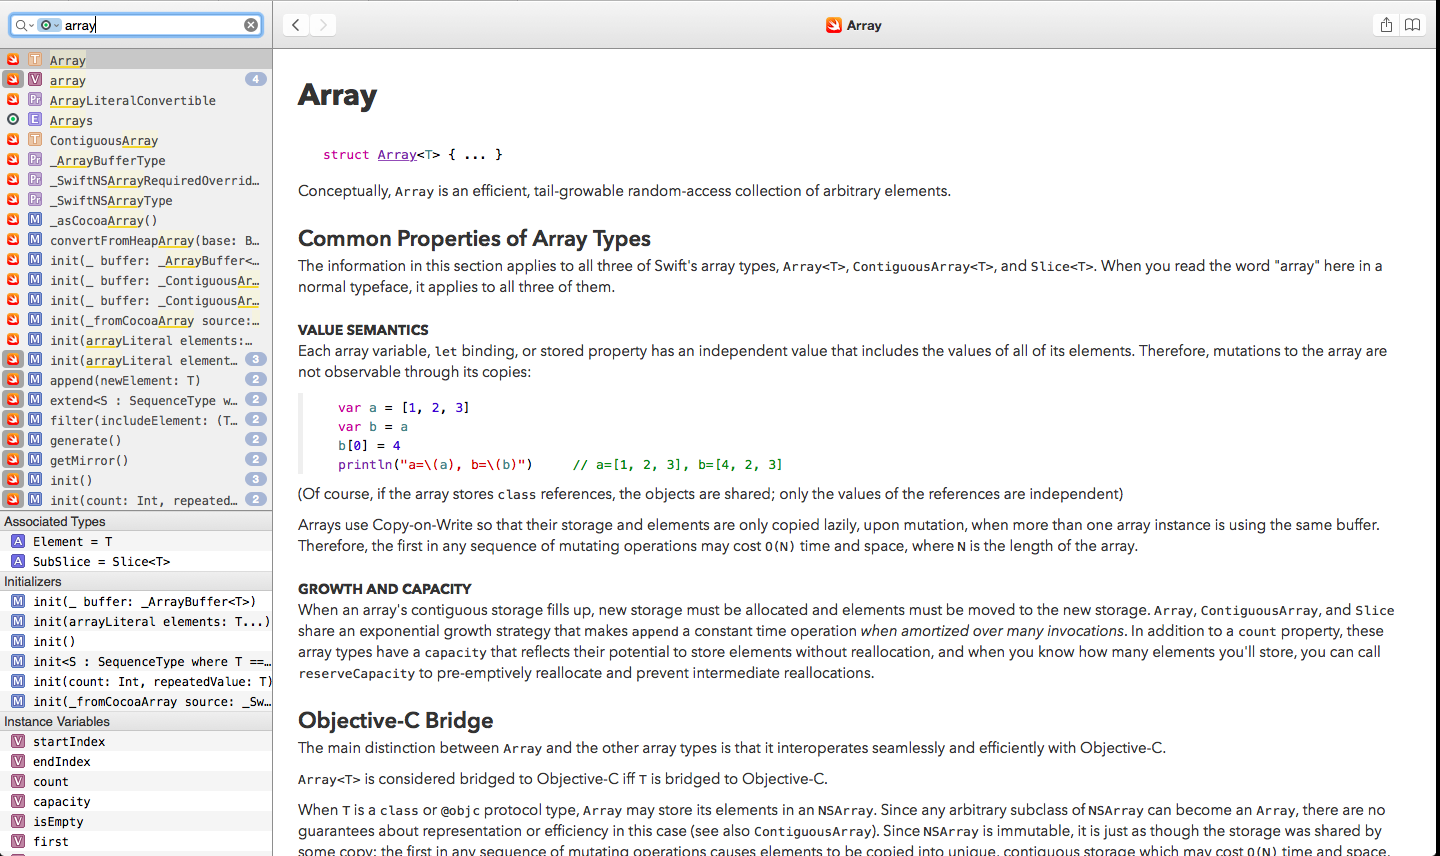 array
Array
T Array
V array 4
Pr ArrayLiteralConvertible
E Arrays
T ContiguousArray
Pr _ArrayBufferType
Pr _SwiftNSArrayRequiredOverrid…
Pr _SwiftNSArrayType
M _asCocoaArray()
M convertFromHeapArray(base: B…
M init(_ buffer: _ArrayBuffer<…
M init(_ buffer: _ContiguousAr…
M init(_ buffer: _ContiguousAr…
M init(_fromCocoaArray source:…
M init(arrayLiteral elements:…
M init(arrayLiteral element… 3
M append(newElement: T) 2
M extend<S : SequenceType w… 2
M filter(includeElement: (T… 2
M generate() 2
M getMirror() 2
M init() 3
M init(count: Int, repeated… 2
Associated Types
A Element = T
A SubSlice = Slice<T>
Initializers
M init(_ buffer: _ArrayBuffer<T>)
M init(arrayLiteral elements: T...)
M init()
M init<S : SequenceType where T ==…
M init(count: Int, repeatedValue: T)
M init(_fromCocoaArray source: _Sw…
Instance Variables
V startIndex
V endIndex
V count
V capacity
V isEmpty
V first
Array
struct Array<T> { ... }
Conceptually, Array is an efficient, tail-growable random-access collection of arbitrary elements.
Common Properties of Array Types
The information in this section applies to all three of Swift's array types, Array<T>, ContiguousArray<T>, and Slice<T>. When you read the word "array" here in a
normal typeface, it applies to all three of them.
VALUE SEMANTICS
Each array variable, let binding, or stored property has an independent value that includes the values of all of its elements. Therefore, mutations to the array are
not observable through its copies:
var a = [1, 2, 3]
var b = a
b[0] = 4
println("a=\(a), b=\(b)") // a=[1, 2, 3], b=[4, 2, 3]
(Of course, if the array stores class references, the objects are shared; only the values of the references are independent)
Arrays use Copy-on-Write so that their storage and elements are only copied lazily, upon mutation, when more than one array instance is using the same buffer.
Therefore, the first in any sequence of mutating operations may cost O(N) time and space, where N is the length of the array.
GROWTH AND CAPACITY
When an array's contiguous storage fills up, new storage must be allocated and elements must be moved to the new storage. Array, ContiguousArray, and Slice
share an exponential growth strategy that makes append a constant time operation when amortized over many invocations. In addition to a count property, these
array types have a capacity that reflects their potential to store elements without reallocation, and when you know how many elements you'll store, you can call
reserveCapacity to pre-emptively reallocate and prevent intermediate reallocations.
Objective-C Bridge
The main distinction between Array and the other array types is that it interoperates seamlessly and efficiently with Objective-C.
Array<T> is considered bridged to Objective-C iff T is bridged to Objective-C.
When T is a class or @objc protocol type, Array may store its elements in an NSArray. Since any arbitrary subclass of NSArray can become an Array, there are no
guarantees about representation or efficiency in this case (see also ContiguousArray). Since NSArray is immutable, it is just as though the storage was shared by
some copy: the first in any sequence of mutating operations causes elements to be copied into unique, contiguous storage which may cost O(N) time and space,